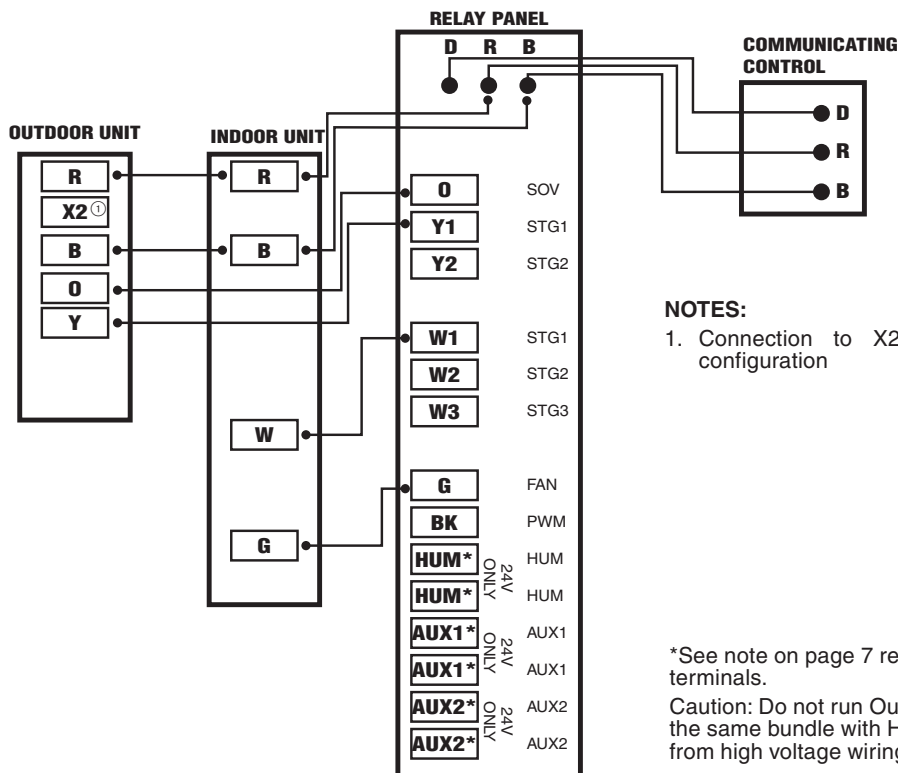 RELAY PANEL
D R B
COMMUNICATING
CONTROL
D
R
B
OUTDOOR UNIT
R
X2 ①
B
O
Y
INDOOR UNIT
R
B
W
G
O SOV
Y1 STG1
Y2 STG2
W1 STG1
W2 STG2
W3 STG3
G FAN
BK PWM
HUM* HUM
HUM* HUM
24V
ONLY
AUX1* AUX1
AUX1* AUX1
24V
ONLY
AUX2* AUX2
AUX2* AUX2
24V
ONLY
NOTES:
1. Connection to X2
configuration
*See note on page 7 re
terminals.
Caution: Do not run Ou
the same bundle with H
from high voltage wiring